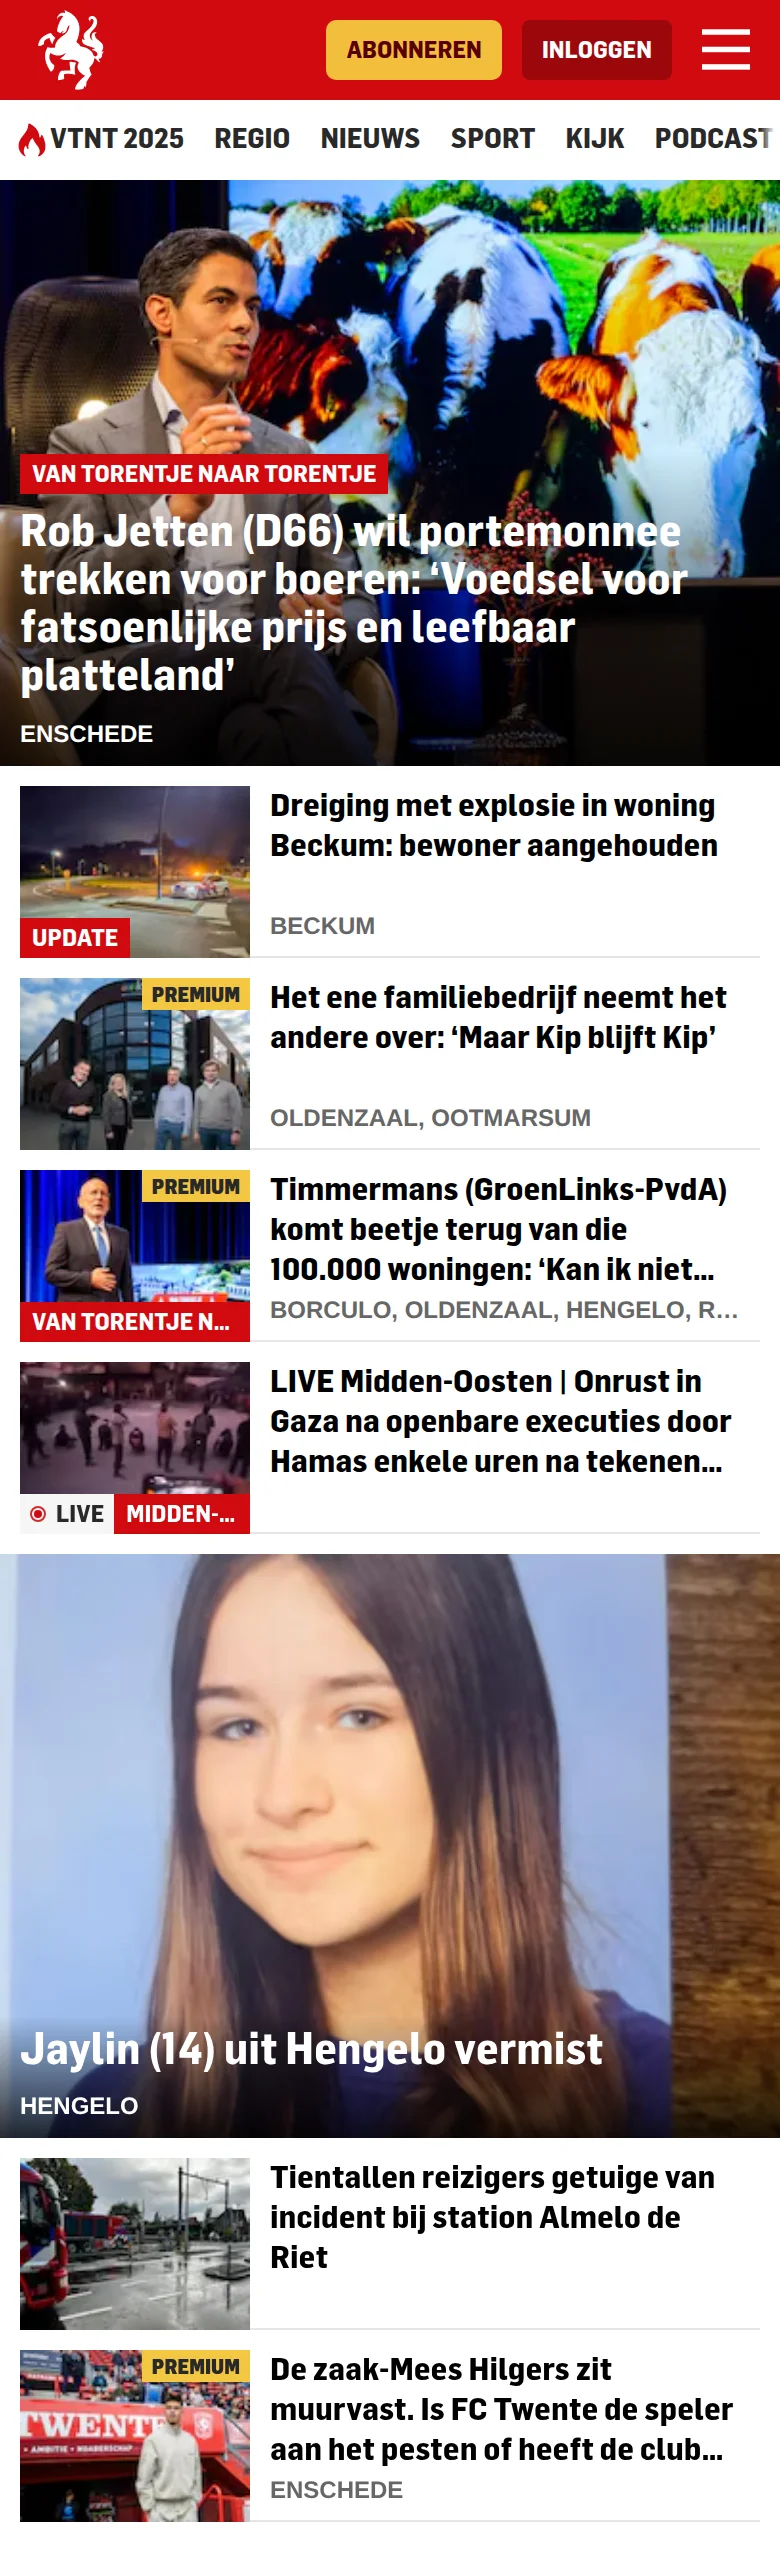 ABONNEREN
INLOGGEN
VTNT 2025 REGIO NIEUWS SPORT KIJK PODCAST
VAN TORENTJE NAAR TORENTJE
Rob Jetten (D66) wil portemonnee
trekken voor boeren: ‘Voedsel voor
fatsoenlijke prijs en leefbaar
platteland’
ENSCHEDE
UPDATE
Dreiging met explosie in woning
Beckum: bewoner aangehouden
BECKUM
PREMIUM
Het ene familiebedrijf neemt het
andere over: ‘Maar Kip blijft Kip’
OLDENZAAL, OOTMARSUM
PREMIUM
VAN TORENTJE N...
Timmermans (GroenLinks-PvdA)
komt beetje terug van die
100.000 woningen: ‘Kan ik niet...
BORCULO, OLDENZAAL, HENGELO, R...
LIVE MIDDEN-...
LIVE Midden-Oosten | Onrust in
Gaza na openbare executies door
Hamas enkele uren na tekenen...
Jaylin (14) uit Hengelo vermist
HENGELO
Tientallen reizigers getuige van
incident bij station Almelo de
Riet
PREMIUM
TWENTE
AMBITIE • NOABERSCHAP
De zaak-Mees Hilgers zit
muurvast. Is FC Twente de speler
aan het pesten of heeft de club...
ENSCHEDE